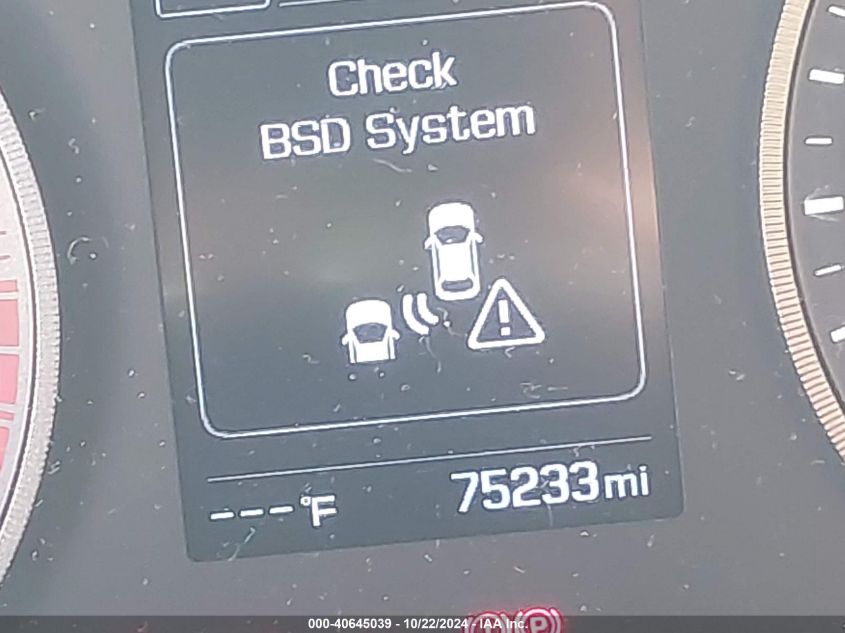 Check
BSD System
---°F 75233mi
000-40645039 - 10/22/2024 - IAA Inc.